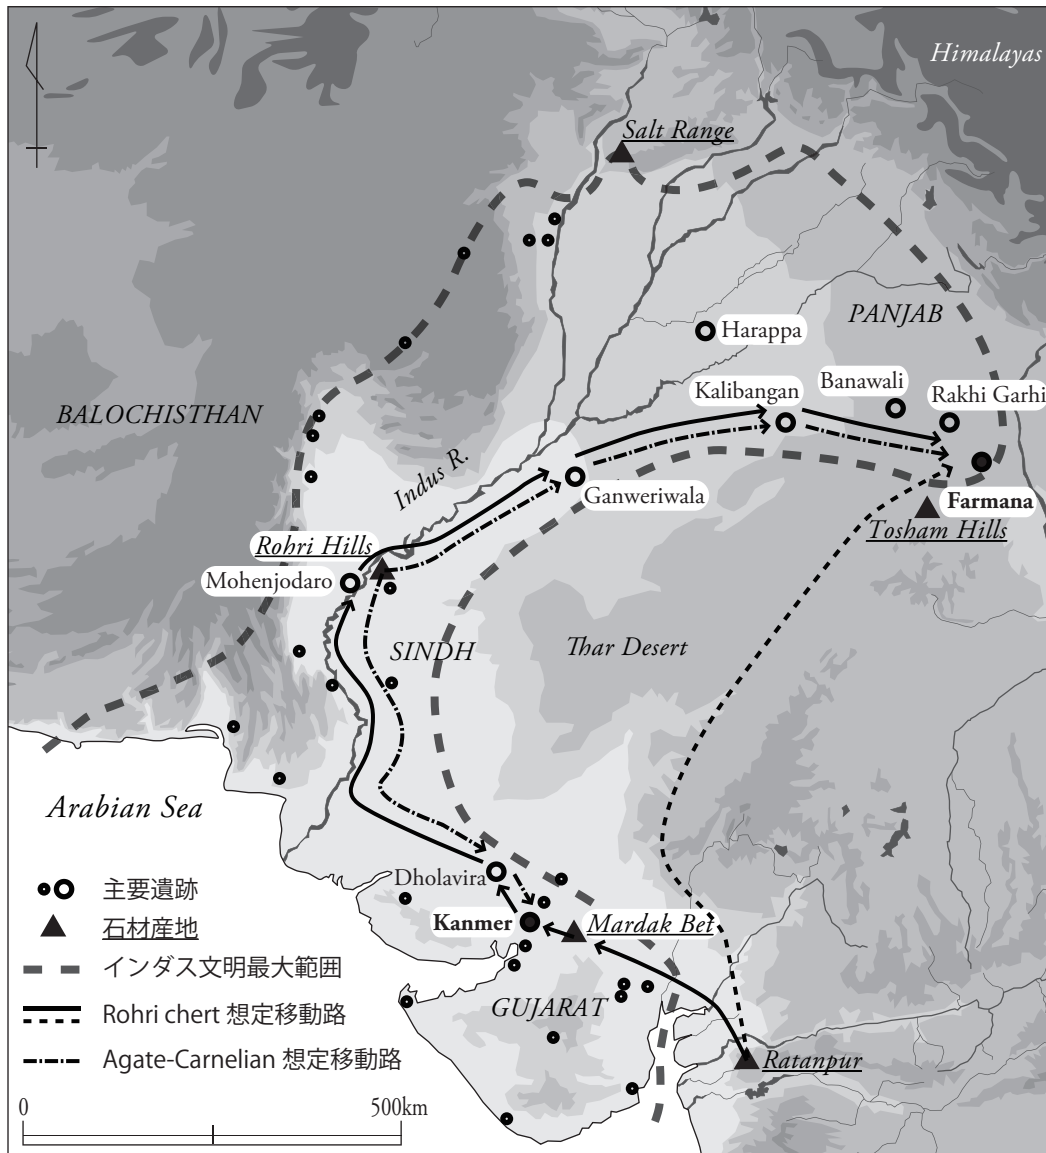 Himalayas
Salt Range
PANJAB
Harappa
Kalibangan
Banawali
Rakhi Garhi
BALOCHISTHAN
Indus R.
Ganweriwala
Farmana
Tosham Hills
Rohri Hills
Mohenjodaro
SINDH
Thar Desert
Arabian Sea
Dholavira
Kanmer
Mardak Bet
GUJARAT
Ratanpur
主要遺跡
石材産地
インダス文明最大範囲
Rohri chert 想定移動路
Agate-Carnelian 想定移動路
0 500km